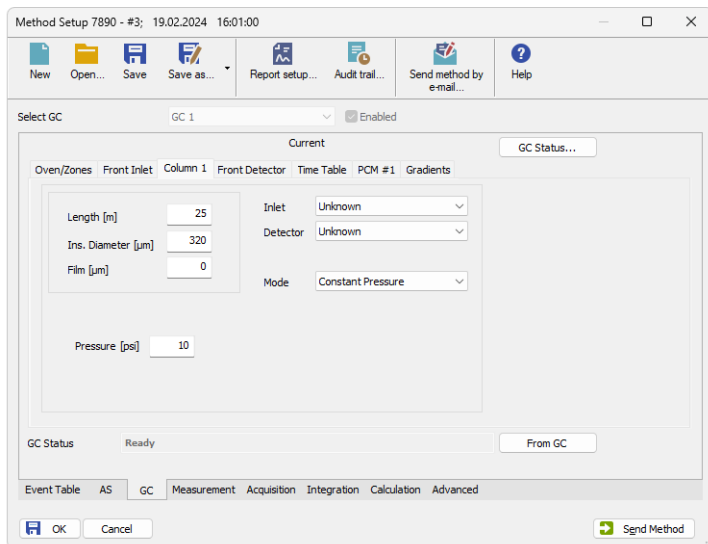 Method Setup 7890 - #3; 19.02.2024 16:01:00
New Open... Save Save as... Report setup... Audit trail... Send method by e-mail... Help
Select GC GC 1 Enabled
Current GC Status...
Oven/Zones Front Inlet Column 1 Front Detector Time Table PCM #1 Gradients
Length [m] 25 Inlet Unknown
Ins. Diameter [µm] 320 Detector Unknown
Film [µm] 0
Mode Constant Pressure
Pressure [psi] 10
GC Status Ready From GC
Event Table AS GC Measurement Acquisition Integration Calculation Advanced
OK Cancel Send Method